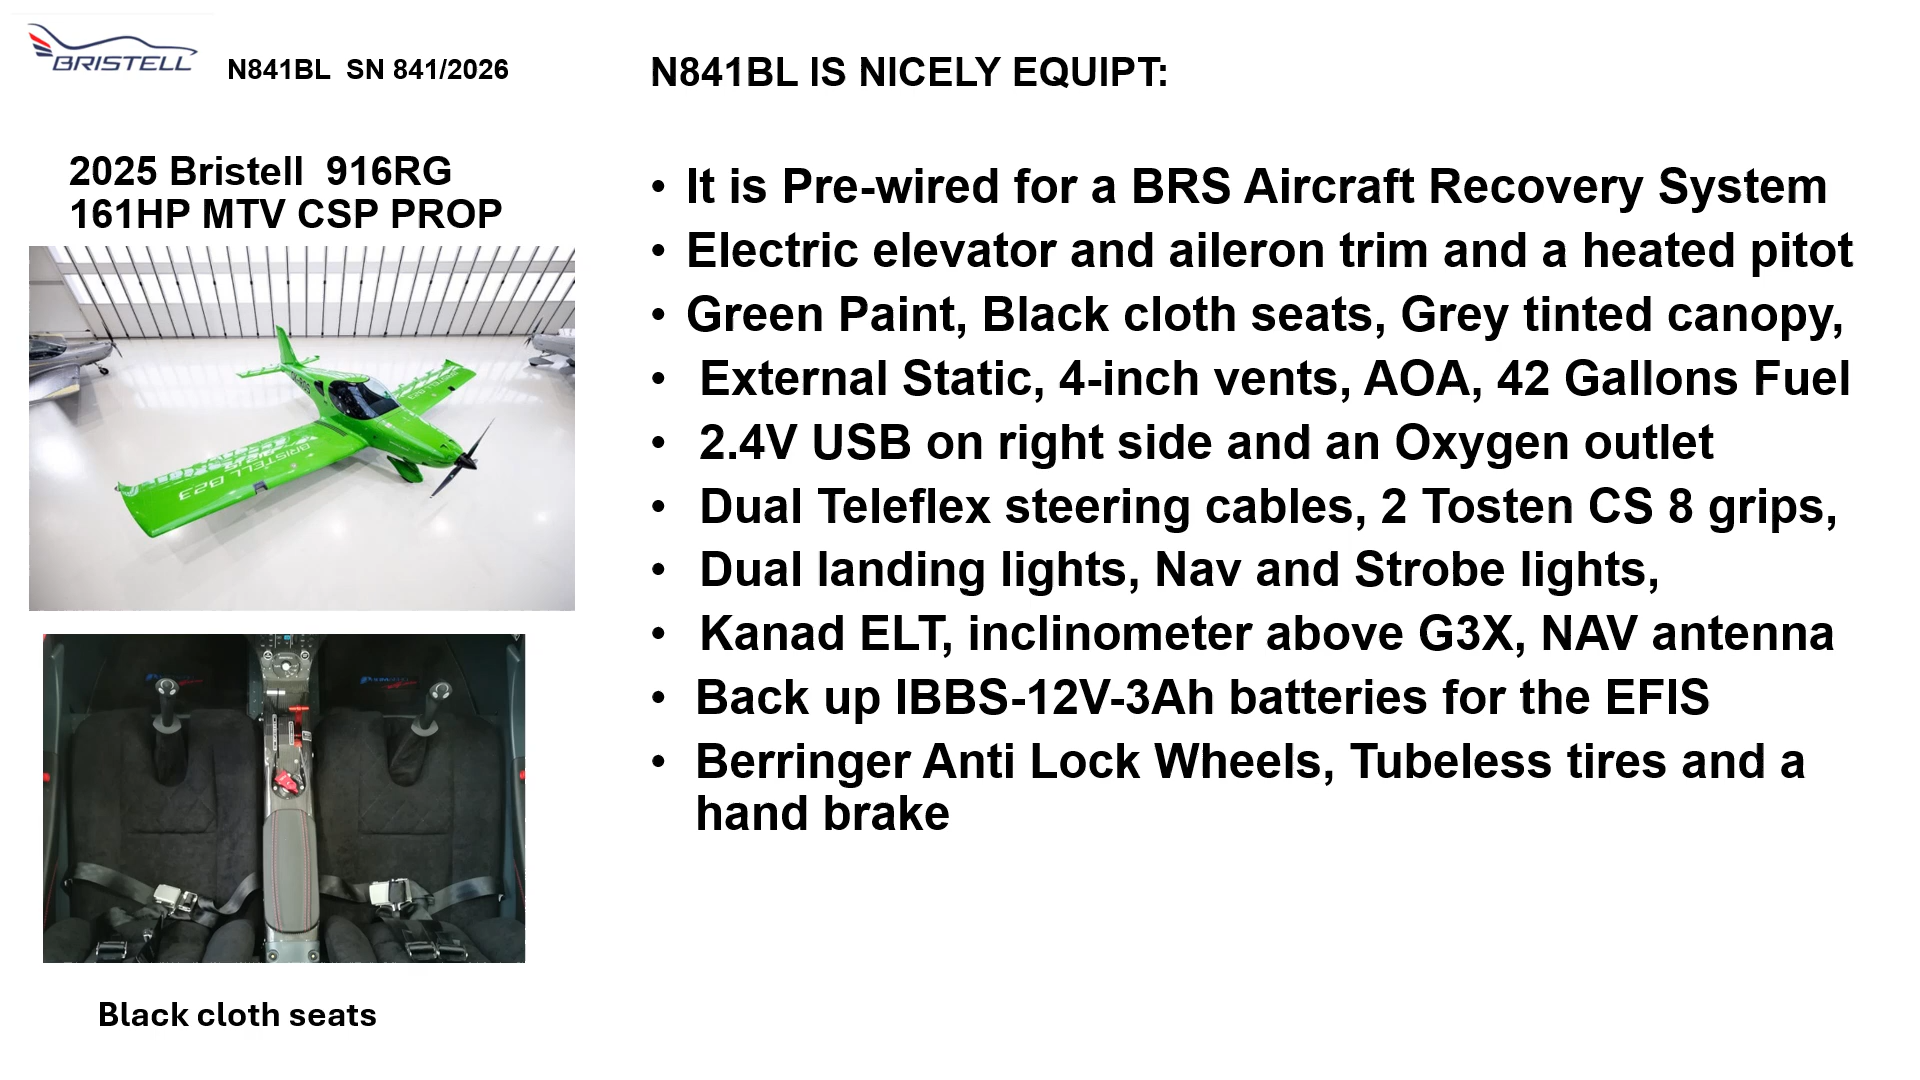 BRISTELL
N841BL SN 841/2026
2025 Bristell 916RG
161HP MTV CSP PROP
BRISTELL B23
Black cloth seats
N841BL IS NICELY EQUIPT:
• It is Pre-wired for a BRS Aircraft Recovery System
• Electric elevator and aileron trim and a heated pitot
• Green Paint, Black cloth seats, Grey tinted canopy,
• External Static, 4-inch vents, AOA, 42 Gallons Fuel
• 2.4V USB on right side and an Oxygen outlet
• Dual Teleflex steering cables, 2 Tosten CS 8 grips,
• Dual landing lights, Nav and Strobe lights,
• Kanad ELT, inclinometer above G3X, NAV antenna
• Back up IBBS-12V-3Ah batteries for the EFIS
• Berringer Anti Lock Wheels, Tubeless tires and a
hand brake